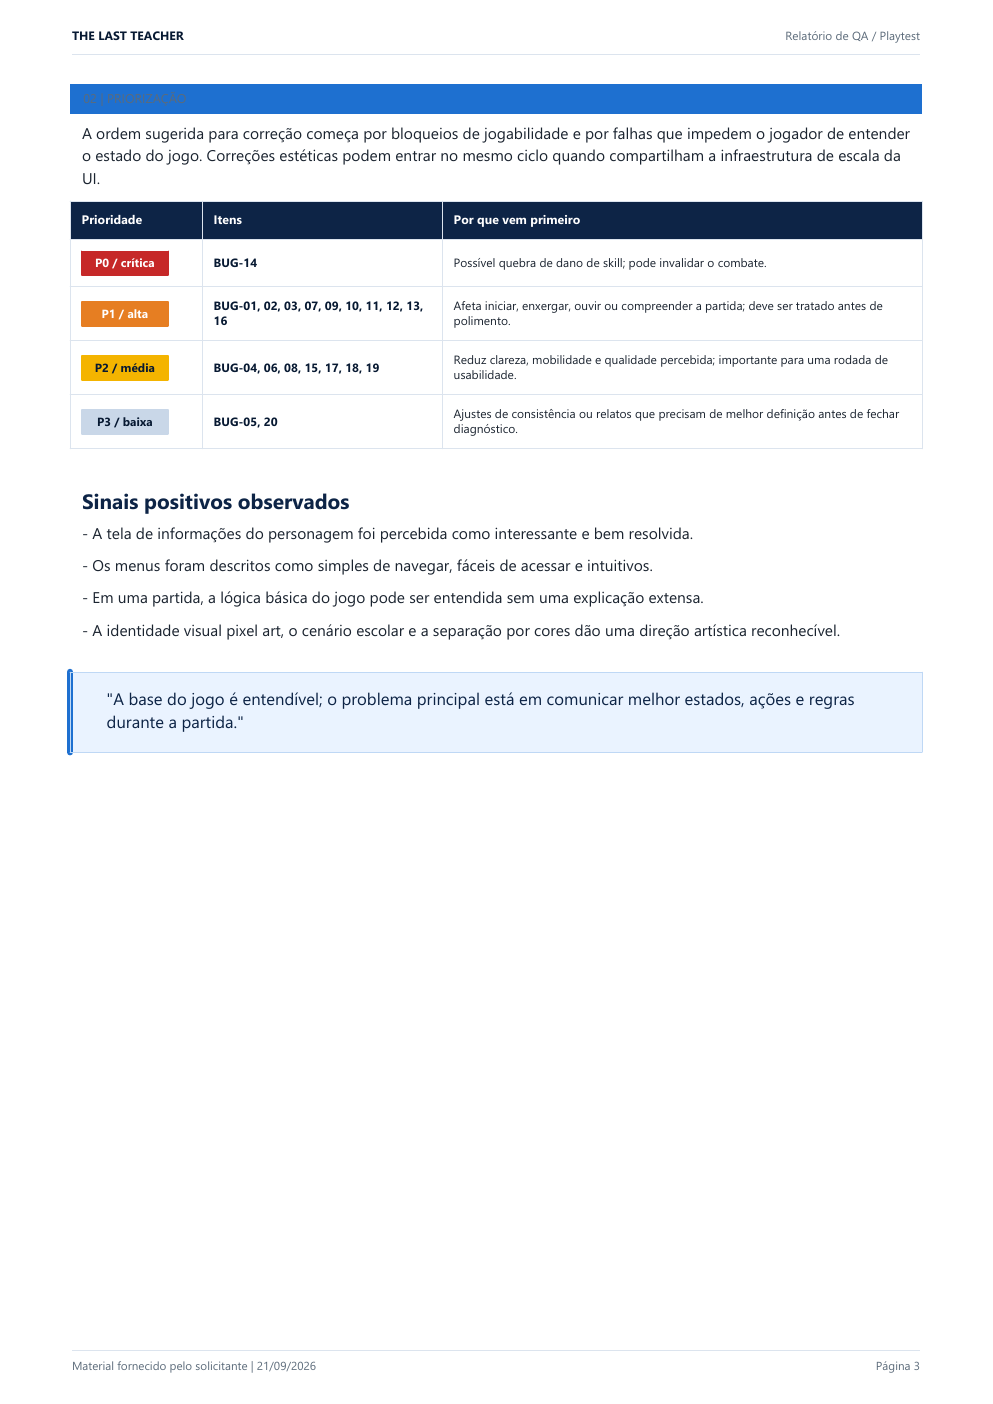 THE LAST TEACHER
Relatório de QA / Playtest
03 / PRIORIZAÇÃO
A ordem sugerida para correção começa por bloqueios de jogabilidade e por falhas que impedem o jogador de entender
o estado do jogo. Correções estéticas podem entrar no mesmo ciclo quando compartilham a infraestrutura de escala da
UI.
Prioridade Itens Por que vem primeiro
P0 / crítica BUG-14 Possível quebra de dano de skill; pode invalidar o combate.
P1 / alta
BUG-01, 02, 03, 07, 09, 10, 11, 12, 13,
16
Afeta iniciar, enxergar, ouvir ou compreender a partida; deve ser tratado antes de
polimento.
P2 / média
BUG-04, 06, 08, 15, 17, 18, 19
Reduz clareza, mobilidade e qualidade percebida; importante para uma rodada de
usabilidade.
P3 / baixa
BUG-05, 20
Ajustes de consistência ou relatos que precisam de melhor definição antes de fechar
diagnóstico.
Sinais positivos observados
- A tela de informações do personagem foi percebida como interessante e bem resolvida.
- Os menus foram descritos como simples de navegar, fáceis de acessar e intuitivos.
- Em uma partida, a lógica básica do jogo pode ser entendida sem uma explicação extensa.
- A identidade visual pixel art, o cenário escolar e a separação por cores dão uma direção artística reconhecível.
"A base do jogo é entendível; o problema principal está em comunicar melhor estados, ações e regras
durante a partida."
Material fornecido pelo solicitante | 21/09/2026
Página 3